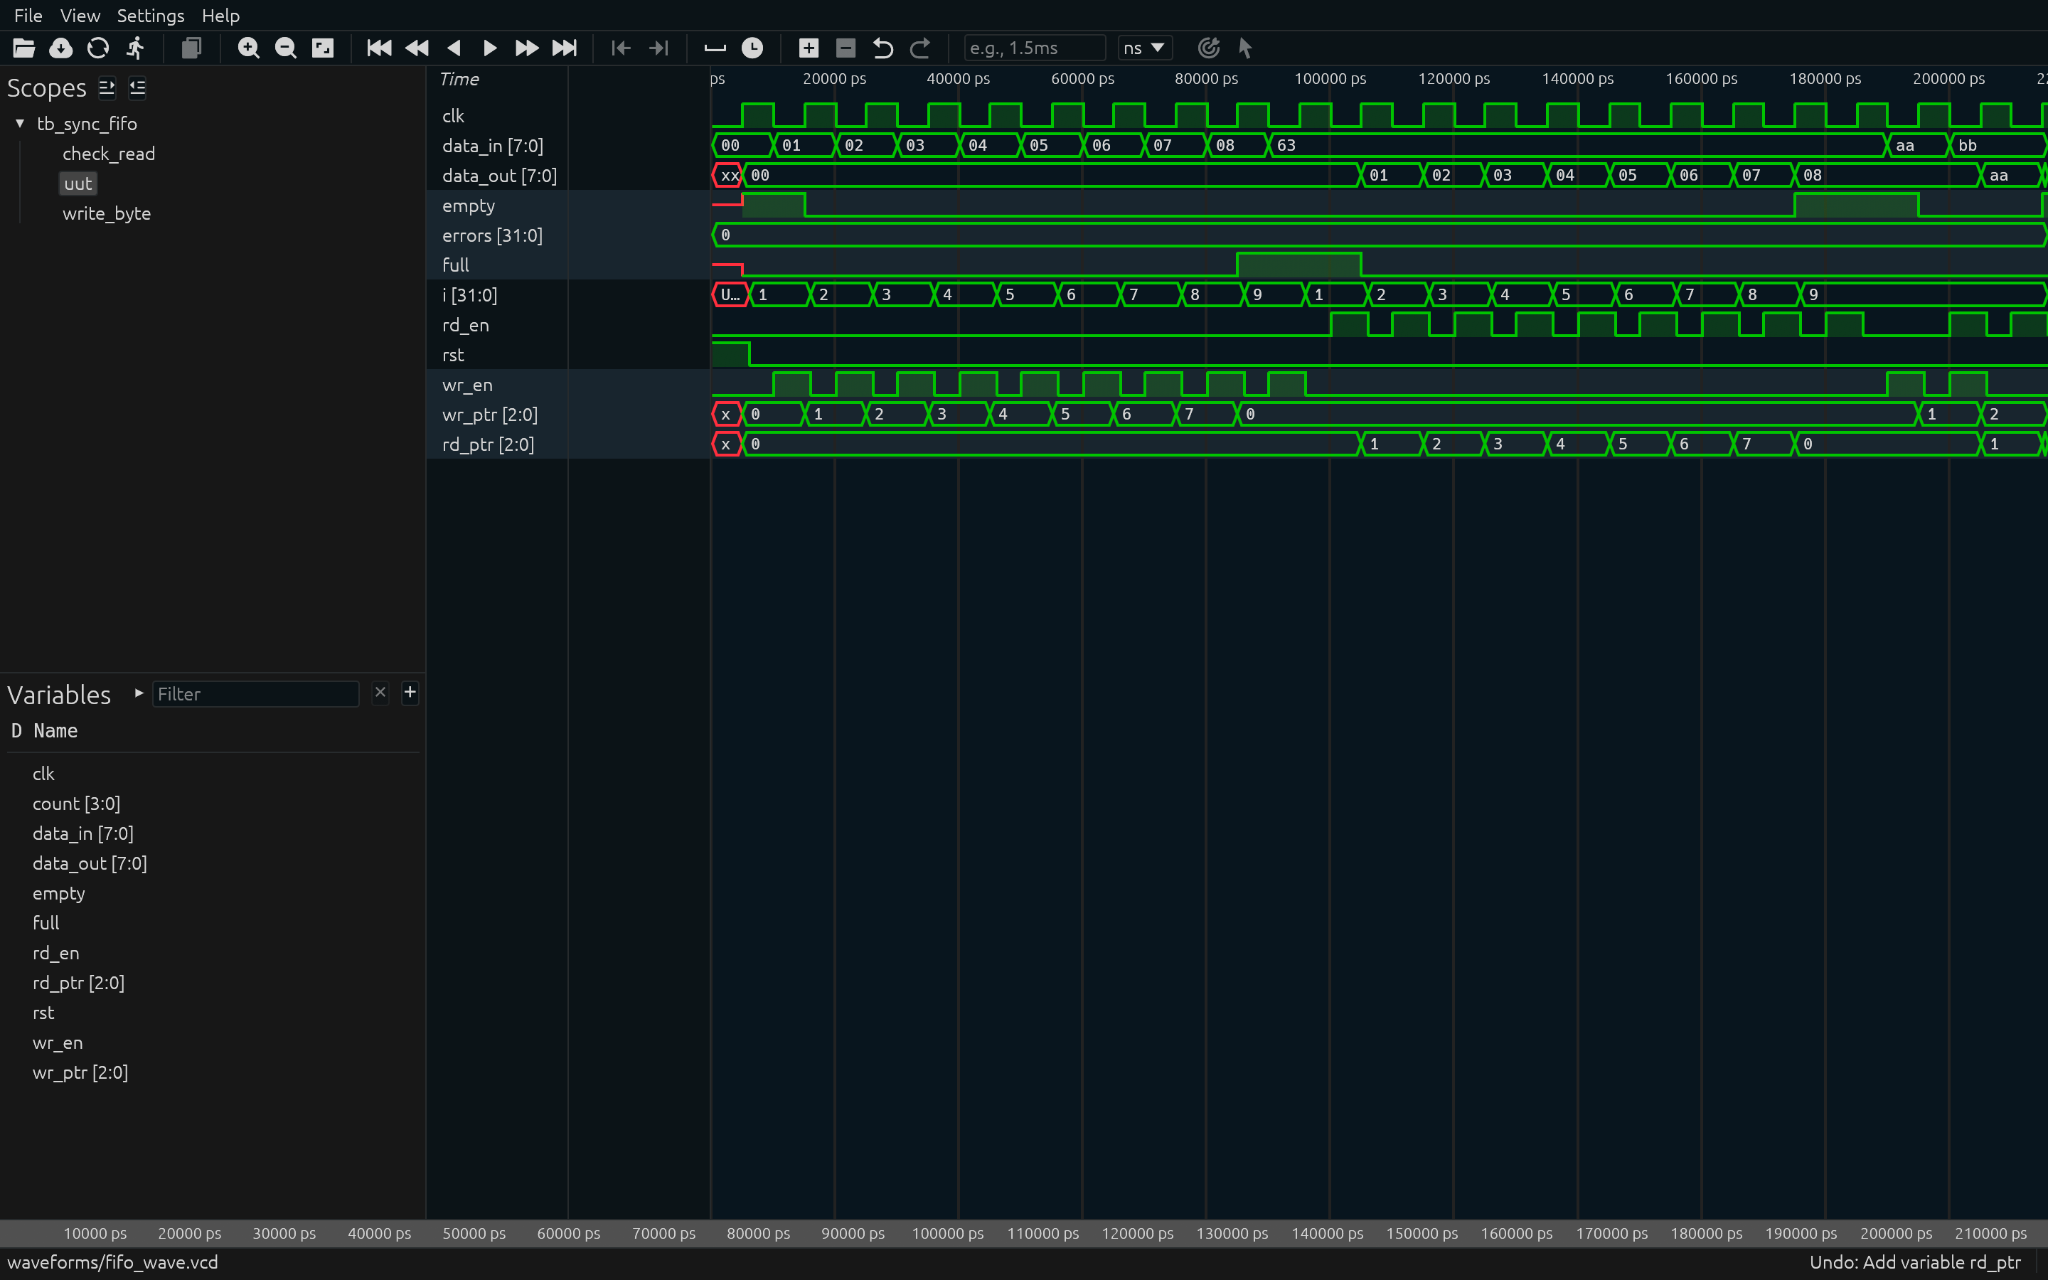 File View Settings Help
e.g., 1.5ms ns
Scopes
tb_sync_fifo
check_read
uut
write_byte
Variables Filter
D Name
clk
count [3:0]
data_in [7:0]
data_out [7:0]
empty
full
rd_en
rd_ptr [2:0]
rst
wr_en
wr_ptr [2:0]
Time ps 20000 ps 40000 ps 60000 ps 80000 ps 100000 ps 120000 ps 140000 ps 160000 ps 180000 ps 200000 ps
clk
data_in [7:0] 00 01 02 03 04 05 06 07 08 63 aa bb
data_out [7:0] xx 00 01 02 03 04 05 06 07 08 aa
empty
errors [31:0] 0
full
i [31:0] U… 1 2 3 4 5 6 7 8 9 1 2 3 4 5 6 7 8 9
rd_en
rst
wr_en
wr_ptr [2:0] x 0 1 2 3 4 5 6 7 0 1 2
rd_ptr [2:0] x 0 1 2 3 4 5 6 7 0 1
10000 ps 20000 ps 30000 ps 40000 ps 50000 ps 60000 ps 70000 ps 80000 ps 90000 ps 100000 ps 110000 ps 120000 ps 130000 ps 140000 ps 150000 ps 160000 ps 170000 ps 180000 ps 190000 ps 200000 ps 210000 ps
waveforms/fifo_wave.vcd Undo: Add variable rd_ptr